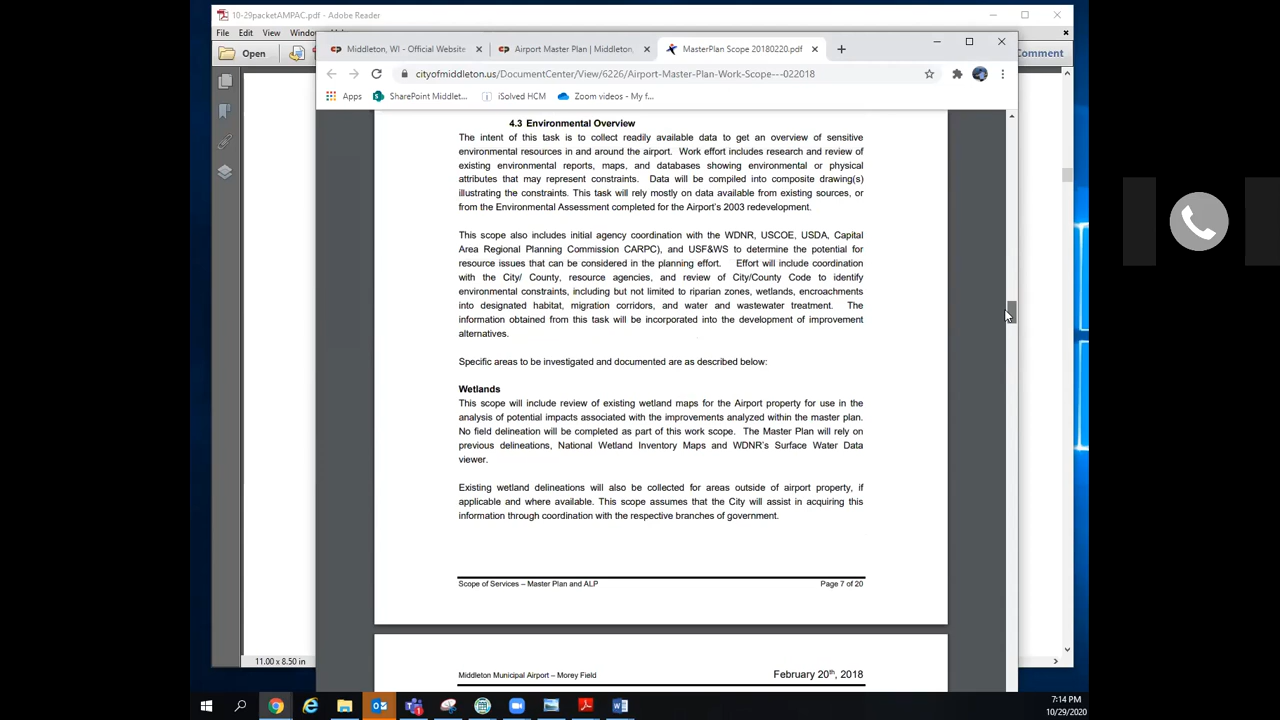 10-29packetAMPAC.pdf - Adobe Reader
File Edit View Window
Open
Comment
Middleton, WI - Official Website
Airport Master Plan | Middleton,
MasterPlan Scope 20180220.pdf
cityofmiddleton.us/DocumentCenter/View/6226/Airport-Master-Plan-Work-Scope---022018
Apps SharePoint Middlet... iSolved HCM Zoom videos - My f...
4.3 Environmental Overview
The intent of this task is to collect readily available data to get an overview of sensitive
environmental resources in and around the airport. Work effort includes research and review of
existing environmental reports, maps, and databases showing environmental or physical
attributes that may represent constraints. Data will be compiled into composite drawing(s)
illustrating the constraints. This task will rely mostly on data available from existing sources, or
from the Environmental Assessment completed for the Airport's 2003 redevelopment.
This scope also includes initial agency coordination with the WDNR, USCOE, USDA, Capital
Area Regional Planning Commission CARPC), and USF&WS to determine the potential for
resource issues that can be considered in the planning effort. Effort will include coordination
with the City/ County, resource agencies, and review of City/County Code to identify
environmental constraints, including but not limited to riparian zones, wetlands, encroachments
into designated habitat, migration corridors, and water and wastewater treatment. The
information obtained from this task will be incorporated into the development of improvement
alternatives.
Specific areas to be investigated and documented are as described below:
Wetlands
This scope will include review of existing wetland maps for the Airport property for use in the
analysis of potential impacts associated with the improvements analyzed within the master plan.
No field delineation will be completed as part of this work scope. The Master Plan will rely on
previous delineations, National Wetland Inventory Maps and WDNR's Surface Water Data
viewer.
Existing wetland delineations will also be collected for areas outside of airport property, if
applicable and where available. This scope assumes that the City will assist in acquiring this
information through coordination with the respective branches of government.
Scope of Services – Master Plan and ALP Page 7 of 20
11.00 x 8.50 in
Middleton Municipal Airport – Morey Field February 20th, 2018
7:14 PM
10/29/2020